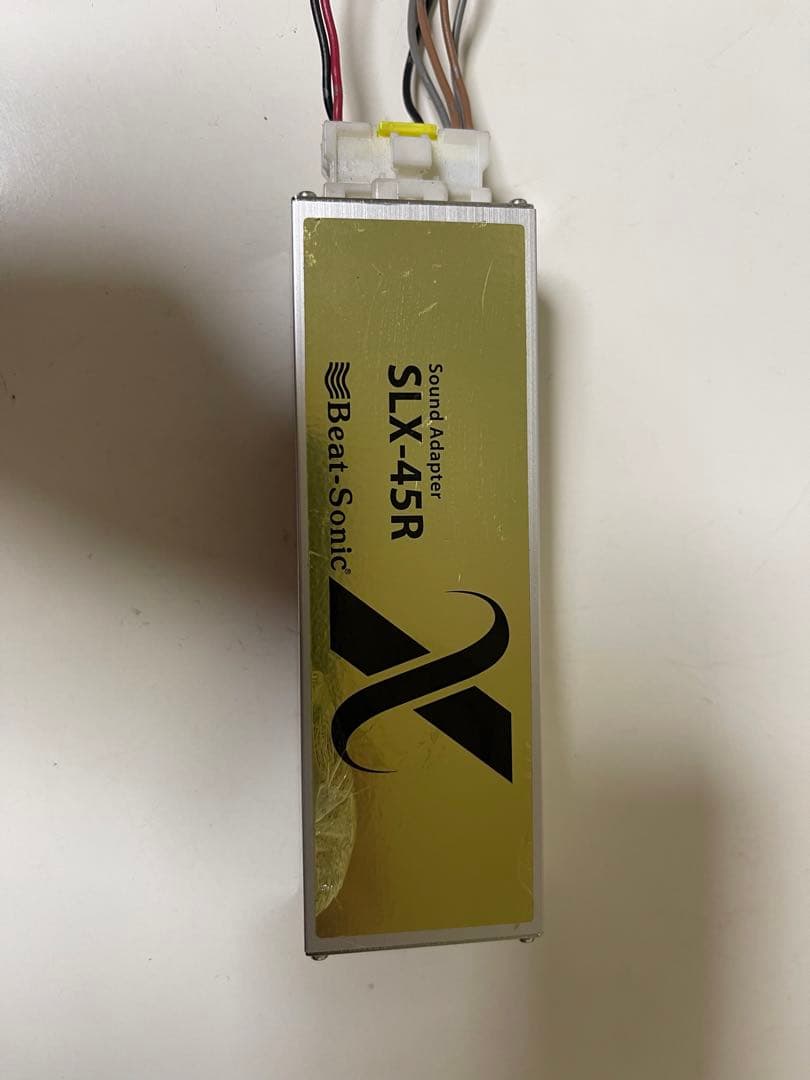 Sound Adapter
SLX-45R
Beat-Sonic®